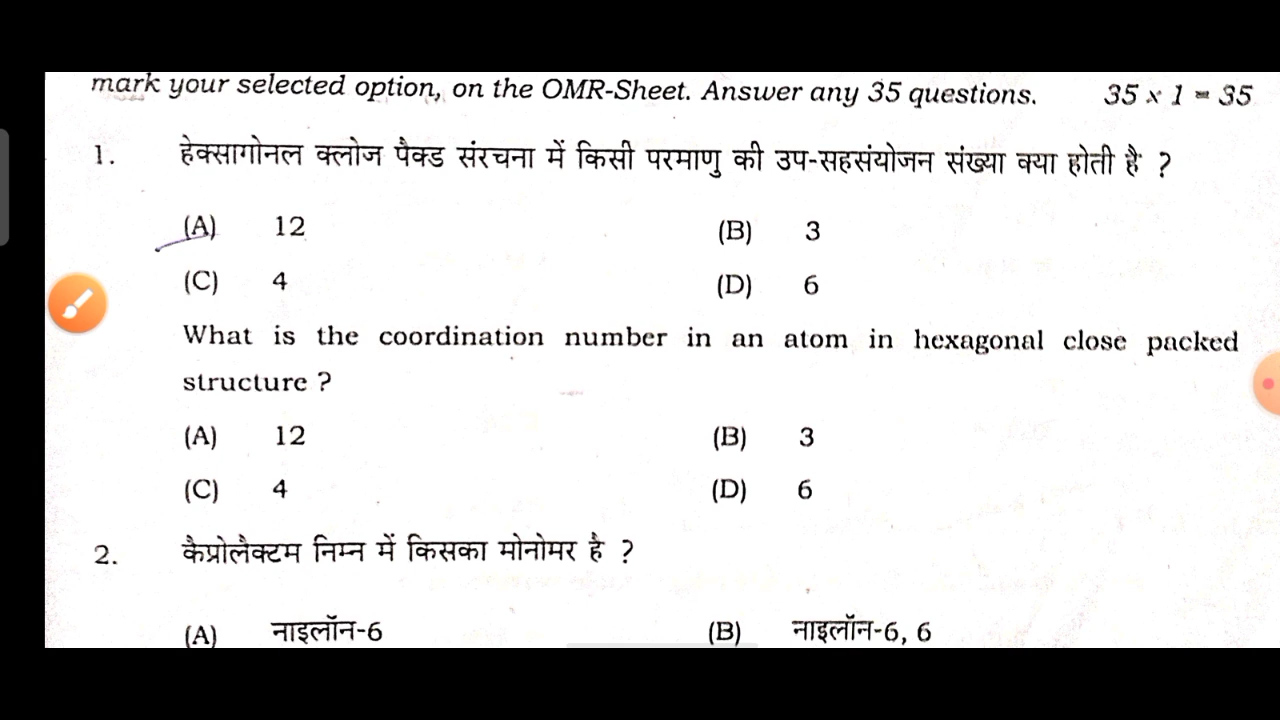 mark your selected option, on the OMR-Sheet. Answer any 35 questions. 35 x 1 = 35
1. हेक्सागोनल क्लोज पैक्ड संरचना में किसी परमाणु की उप-सहसंयोजन संख्या क्या होती है ?
(A) 12 (B) 3
(C) 4 (D) 6
What is the coordination number in an atom in hexagonal close packed
structure ?
(A) 12 (B) 3
(C) 4 (D) 6
2. कैप्रोलैक्टम निम्न में किसका मोनोमर है ?
(A) नाइलॉन-6 (B) नाइलॉन-6, 6